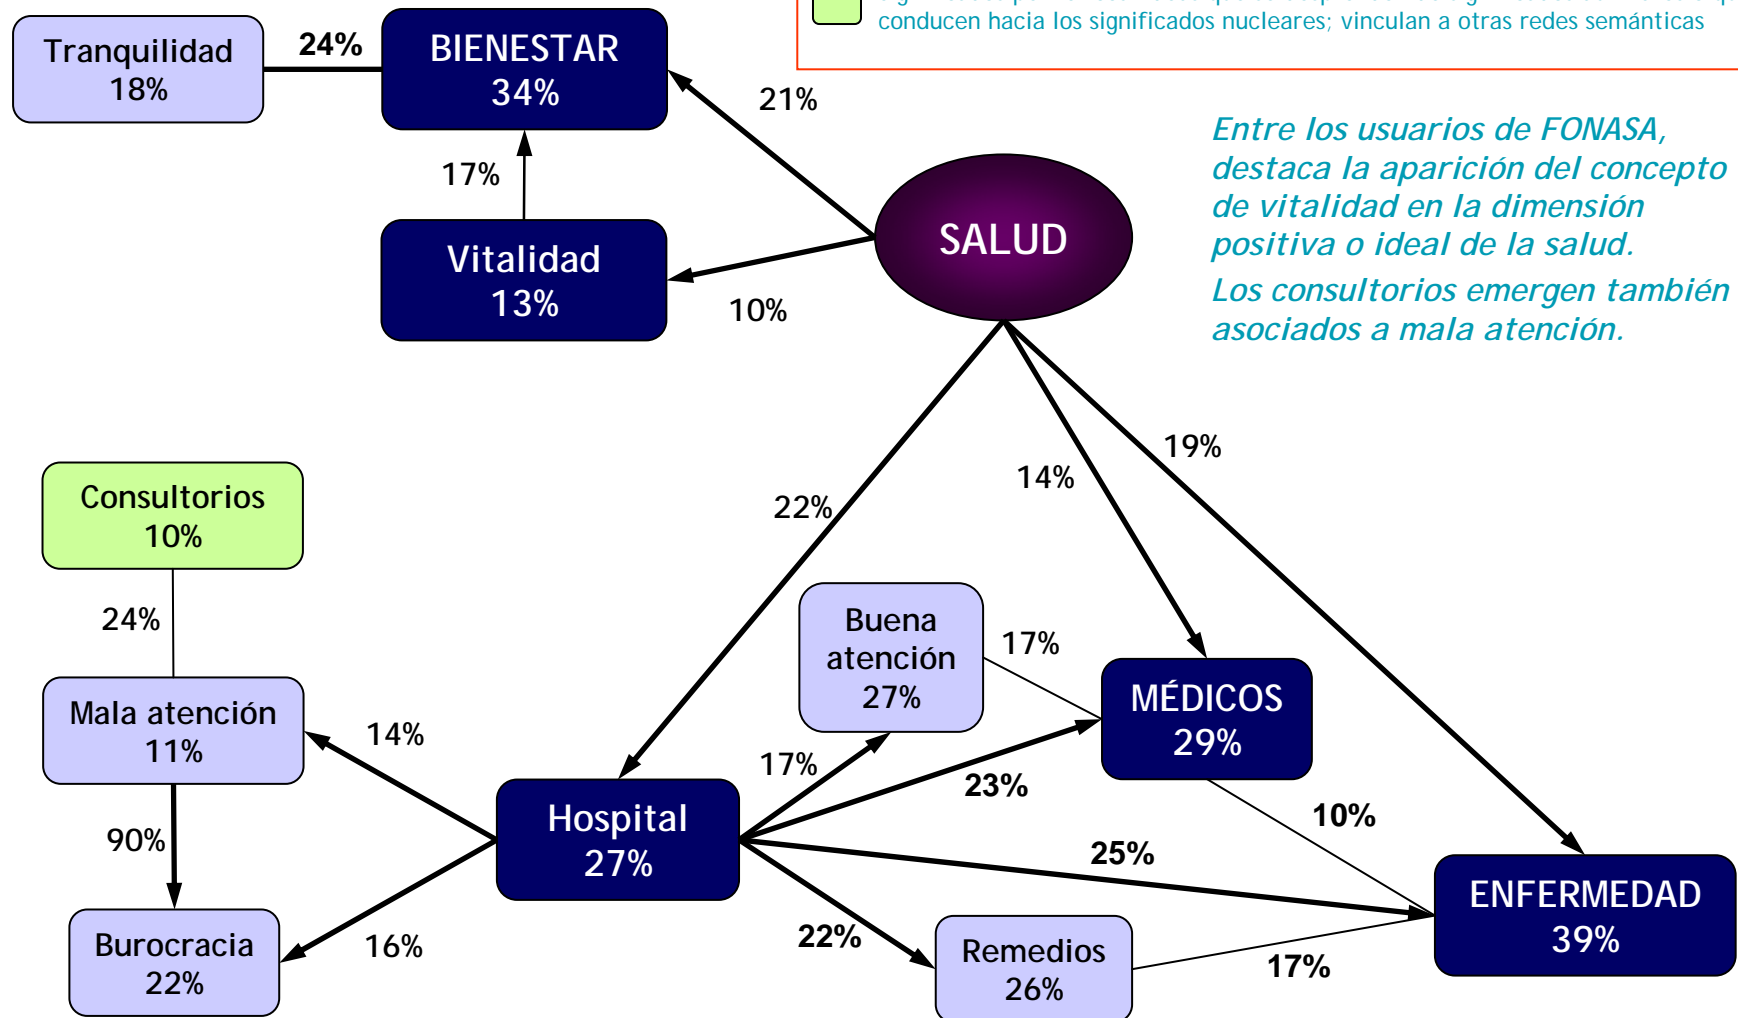 conducen hacia los significados nucleares; vinculan a otras redes semánticas
Tranquilidad
18%
24%
BIENESTAR
34%
21%
17%
Vitalidad
13%
10%
SALUD
Entre los usuarios de FONASA,
destaca la aparición del concepto
de vitalidad en la dimensión
positiva o ideal de la salud.
Los consultorios emergen también
asociados a mala atención.
22%
14%
19%
Consultorios
10%
24%
Mala atención
11%
90%
Burocracia
22%
14%
16%
Hospital
27%
Buena
atención
27%
17%
17%
23%
MÉDICOS
29%
10%
25%
22%
Remedios
26%
17%
ENFERMEDAD
39%